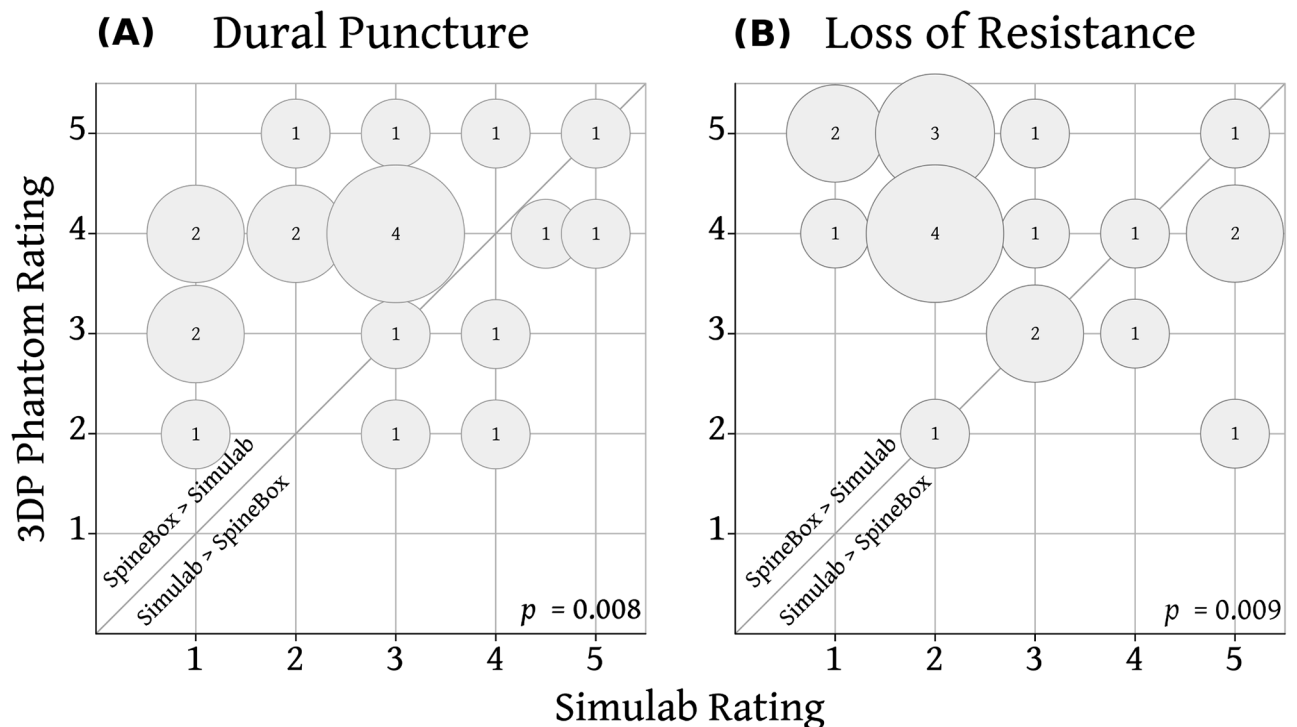 (A) Dural Puncture
(B) Loss of Resistance
3DP Phantom Rating
5
4
3
2
1
1 1 1 1
2 2 4 1 1
2 1 1
1 1 1
SpineBox > Simulab
Simulab > SpineBox
p = 0.008
1 2 3 4 5
5
4
3
2
1
2 3 1 1
1 4 1 1 2
2 1
1 1
SpineBox > Simulab
Simulab > SpineBox
p = 0.009
1 2 3 4 5
Simulab Rating